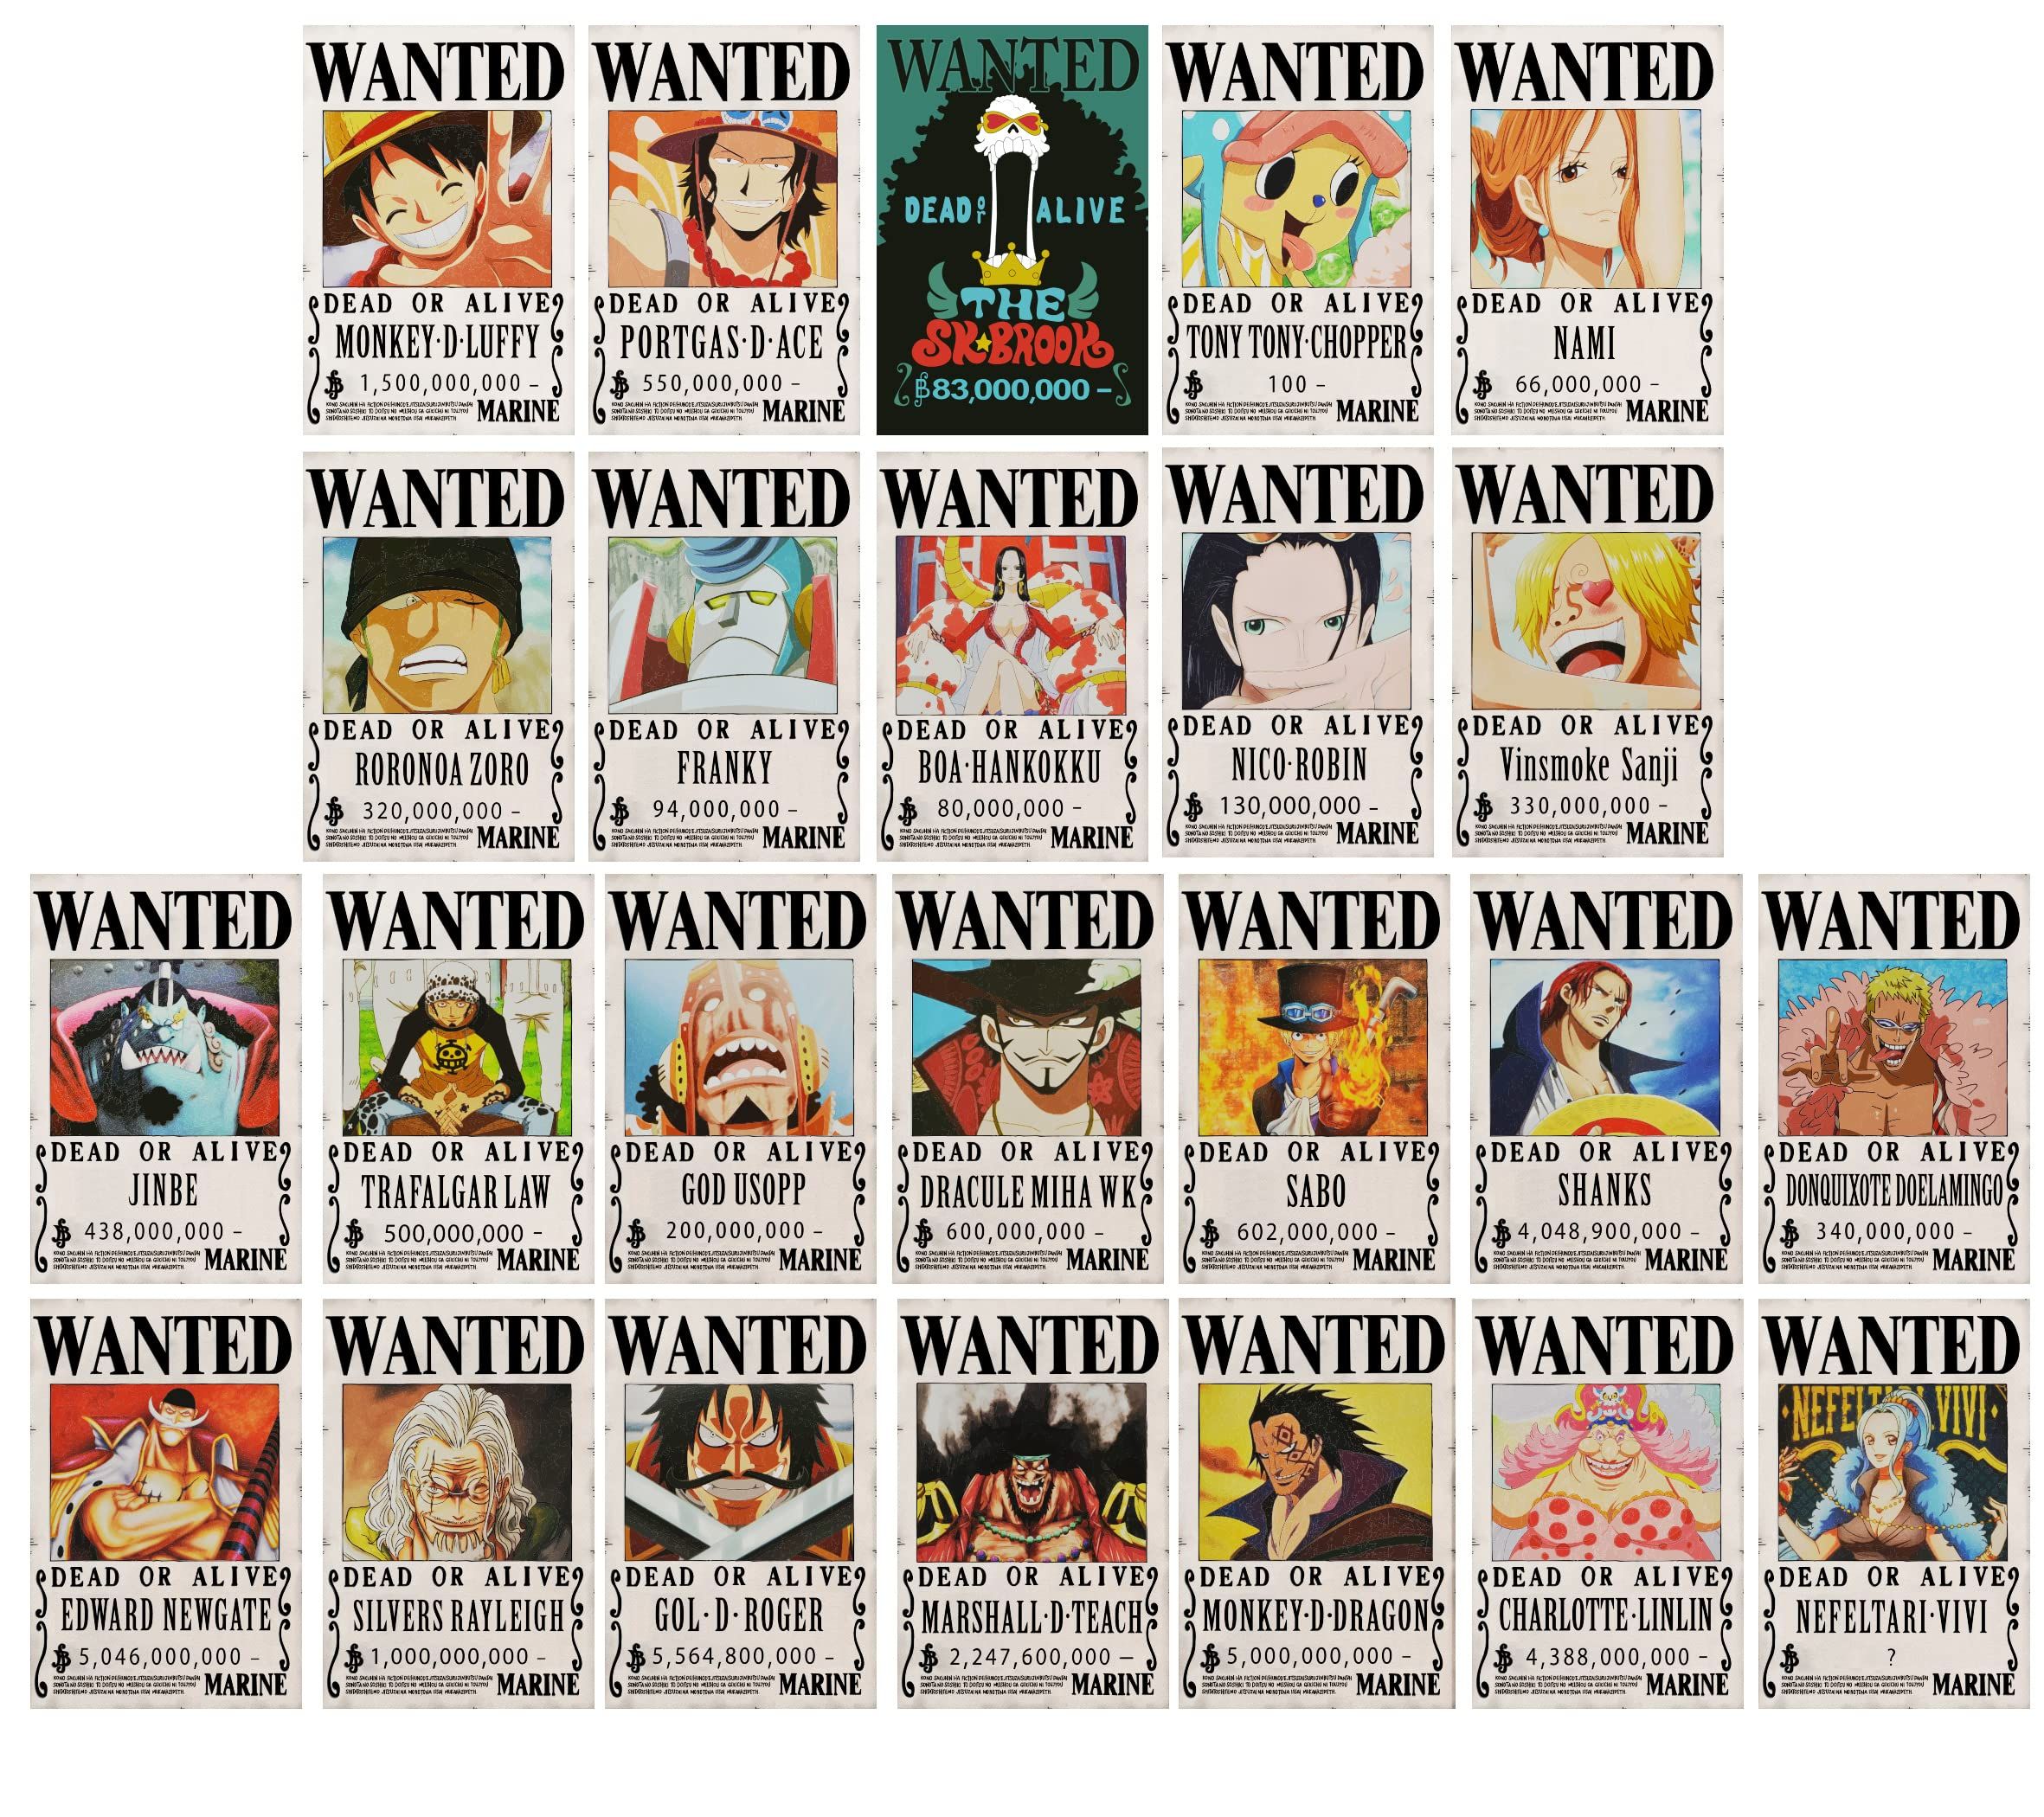 WANTED
DEAD OR ALIVE
MONKEY·D·LUFFY
1,500,000,000 –
MARINE
WANTED
DEAD OR ALIVE
PORTGAS·D·ACE
550,000,000 –
MARINE
WANTED
DEAD or ALIVE
THE
SK★BROOK
฿83,000,000 –
WANTED
DEAD OR ALIVE
TONY TONY·CHOPPER
100 –
MARINE
WANTED
DEAD OR ALIVE
NAMI
66,000,000 –
MARINE
WANTED
DEAD OR ALIVE
RORONOA ZORO
320,000,000 –
MARINE
WANTED
DEAD OR ALIVE
FRANKY
94,000,000 –
MARINE
WANTED
DEAD OR ALIVE
BOA·HANKOKKU
80,000,000 –
MARINE
WANTED
DEAD OR ALIVE
NICO·ROBIN
130,000,000 –
MARINE
WANTED
DEAD OR ALIVE
Vinsmoke Sanji
330,000,000 –
MARINE
WANTED
DEAD OR ALIVE
JINBE
438,000,000 –
MARINE
WANTED
DEAD OR ALIVE
TRAFALGAR LAW
500,000,000 –
MARINE
WANTED
DEAD OR ALIVE
GOD USOPP
200,000,000 –
MARINE
WANTED
DEAD OR ALIVE
DRACULE MIHA WK
600,000,000 –
MARINE
WANTED
DEAD OR ALIVE
SABO
602,000,000 –
MARINE
WANTED
DEAD OR ALIVE
SHANKS
4,048,900,000 –
MARINE
WANTED
DEAD OR ALIVE
DONQUIXOTE DOELAMINGO
340,000,000 –
MARINE
WANTED
DEAD OR ALIVE
EDWARD NEWGATE
5,046,000,000 –
MARINE
WANTED
DEAD OR ALIVE
SILVERS RAYLEIGH
1,000,000,000 –
MARINE
WANTED
DEAD OR ALIVE
GOL·D·ROGER
5,564,800,000 –
MARINE
WANTED
DEAD OR ALIVE
MARSHALL·D·TEACH
2,247,600,000 —
MARINE
WANTED
DEAD OR ALIVE
MONKEY·D·DRAGON
5,000,000,000 –
MARINE
WANTED
DEAD OR ALIVE
CHARLOTTE·LINLIN
4,388,000,000 –
MARINE
WANTED
NEFELTARI VIVI
DEAD OR ALIVE
NEFELTARI·VIVI
?
MARINE